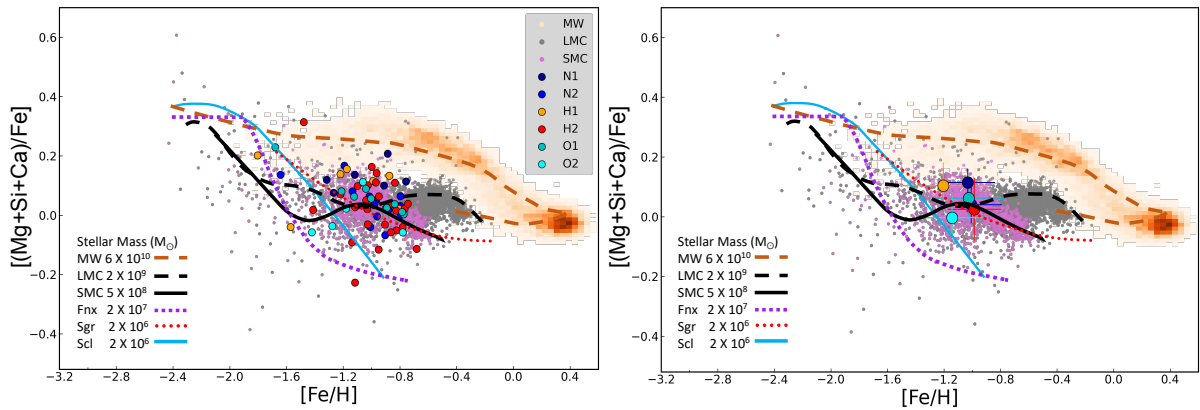 0.6
0.4
0.2
0.0
−0.2
−0.4
[(Mg+Si+Ca)/Fe]
MW
LMC
SMC
N1
N2
H1
H2
O1
O2
Stellar Mass (M⊙)
MW 6 X 10¹⁰
LMC 2 X 10⁹
SMC 5 X 10⁸
Fnx 2 X 10⁷
Sgr 2 X 10⁶
Scl 2 X 10⁶
−3.2 −2.8 −2.4 −2.0 −1.6 −1.2 −0.8 −0.4 0.0 0.4
[Fe/H]
0.6
0.4
0.2
0.0
−0.2
−0.4
[(Mg+Si+Ca)/Fe]
Stellar Mass (M⊙)
MW 6 X 10¹⁰
LMC 2 X 10⁹
SMC 5 X 10⁸
Fnx 2 X 10⁷
Sgr 2 X 10⁶
Scl 2 X 10⁶
−3.2 −2.8 −2.4 −2.0 −1.6 −1.2 −0.8 −0.4 0.0 0.4
[Fe/H]